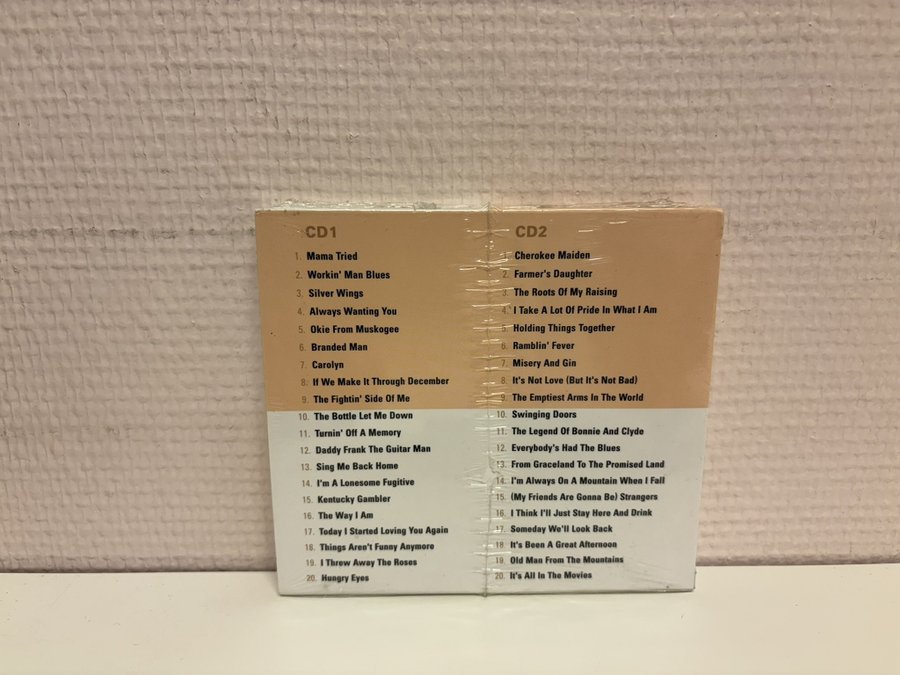 CD1
1. Mama Tried
2. Workin' Man Blues
3. Silver Wings
4. Always Wanting You
5. Okie From Muskogee
6. Branded Man
7. Carolyn
8. If We Make It Through December
9. The Fightin' Side Of Me
10. The Bottle Let Me Down
11. Turnin' Off A Memory
12. Daddy Frank The Guitar Man
13. Sing Me Back Home
14. I'm A Lonesome Fugitive
15. Kentucky Gambler
16. The Way I Am
17. Today I Started Loving You Again
18. Things Aren't Funny Anymore
19. I Threw Away The Roses
20. Hungry Eyes
CD2
1. Cherokee Maiden
2. Farmer's Daughter
3. The Roots Of My Raising
4. I Take A Lot Of Pride In What I Am
5. Holding Things Together
6. Ramblin' Fever
7. Misery And Gin
8. It's Not Love (But It's Not Bad)
9. The Emptiest Arms In The World
10. Swinging Doors
11. The Legend Of Bonnie And Clyde
12. Everybody's Had The Blues
13. From Graceland To The Promised Land
14. I'm Always On A Mountain When I Fall
15. (My Friends Are Gonna Be) Strangers
16. I Think I'll Just Stay Here And Drink
17. Someday We'll Look Back
18. It's Been A Great Afternoon
19. Old Man From The Mountains
20. It's All In The Movies